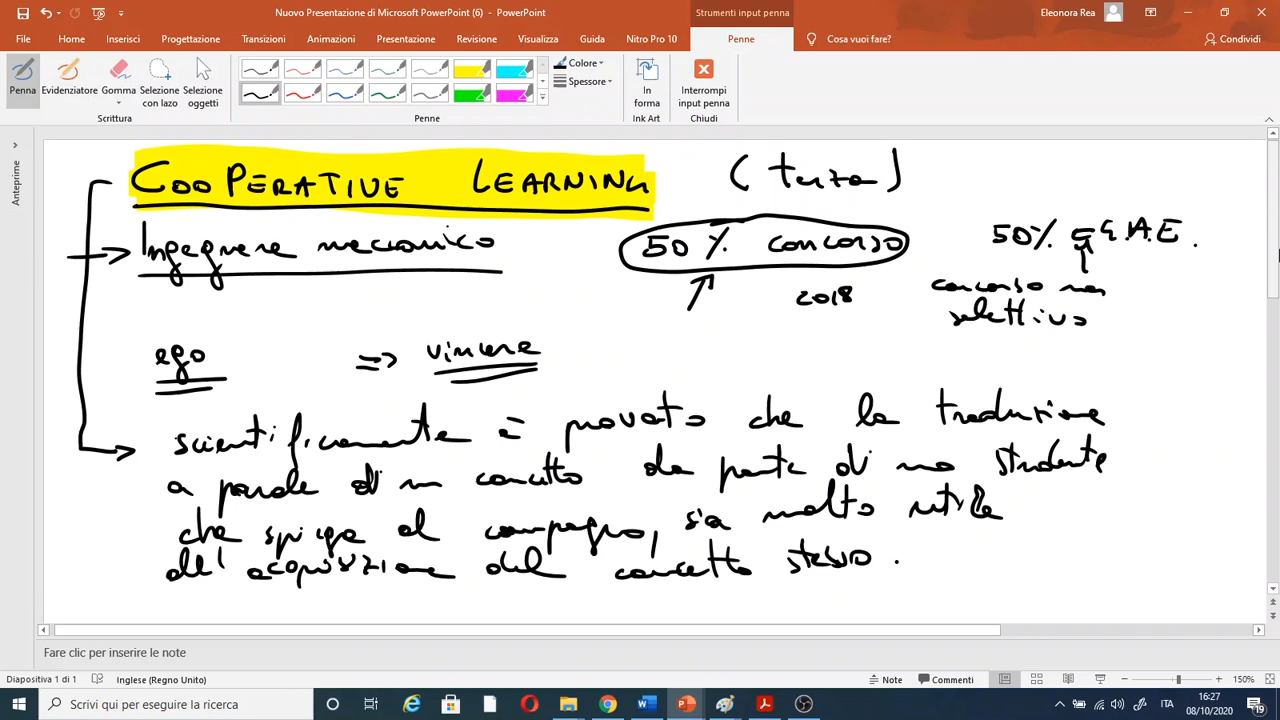 Nuovo Presentazione di Microsoft PowerPoint (6) - PowerPoint
Strumenti input penna
Eleonora Rea
File Home Inserisci Progettazione Transizioni Animazioni Presentazione Revisione Visualizza Guida Nitro Pro 10 Penne Cosa vuoi fare? Condividi
Penna
Evidenziatore
Gomma
Selezione con lazo
Selezione oggetti
Colore
Spessore
In forma
Interrompi input penna
Scrittura
Penne
Ink Art
Chiudi
Anteprime
COOPERATIVE LEARNING (terza)
Ingegnere meccanico
50% concorso
50% G.A.E.
2018
concorso non
selettivo
ego => vincere
scientificamente è provato che la traduzione
a parole di un concetto da parte di uno studente
che spiega al compagno, sia molto utile
all'acquisizione del concetto stesso.
Fare clic per inserire le note
Diapositiva 1 di 1
Inglese (Regno Unito)
Note
Commenti
150%
Scrivi qui per eseguire la ricerca
16:27
08/10/2020
19